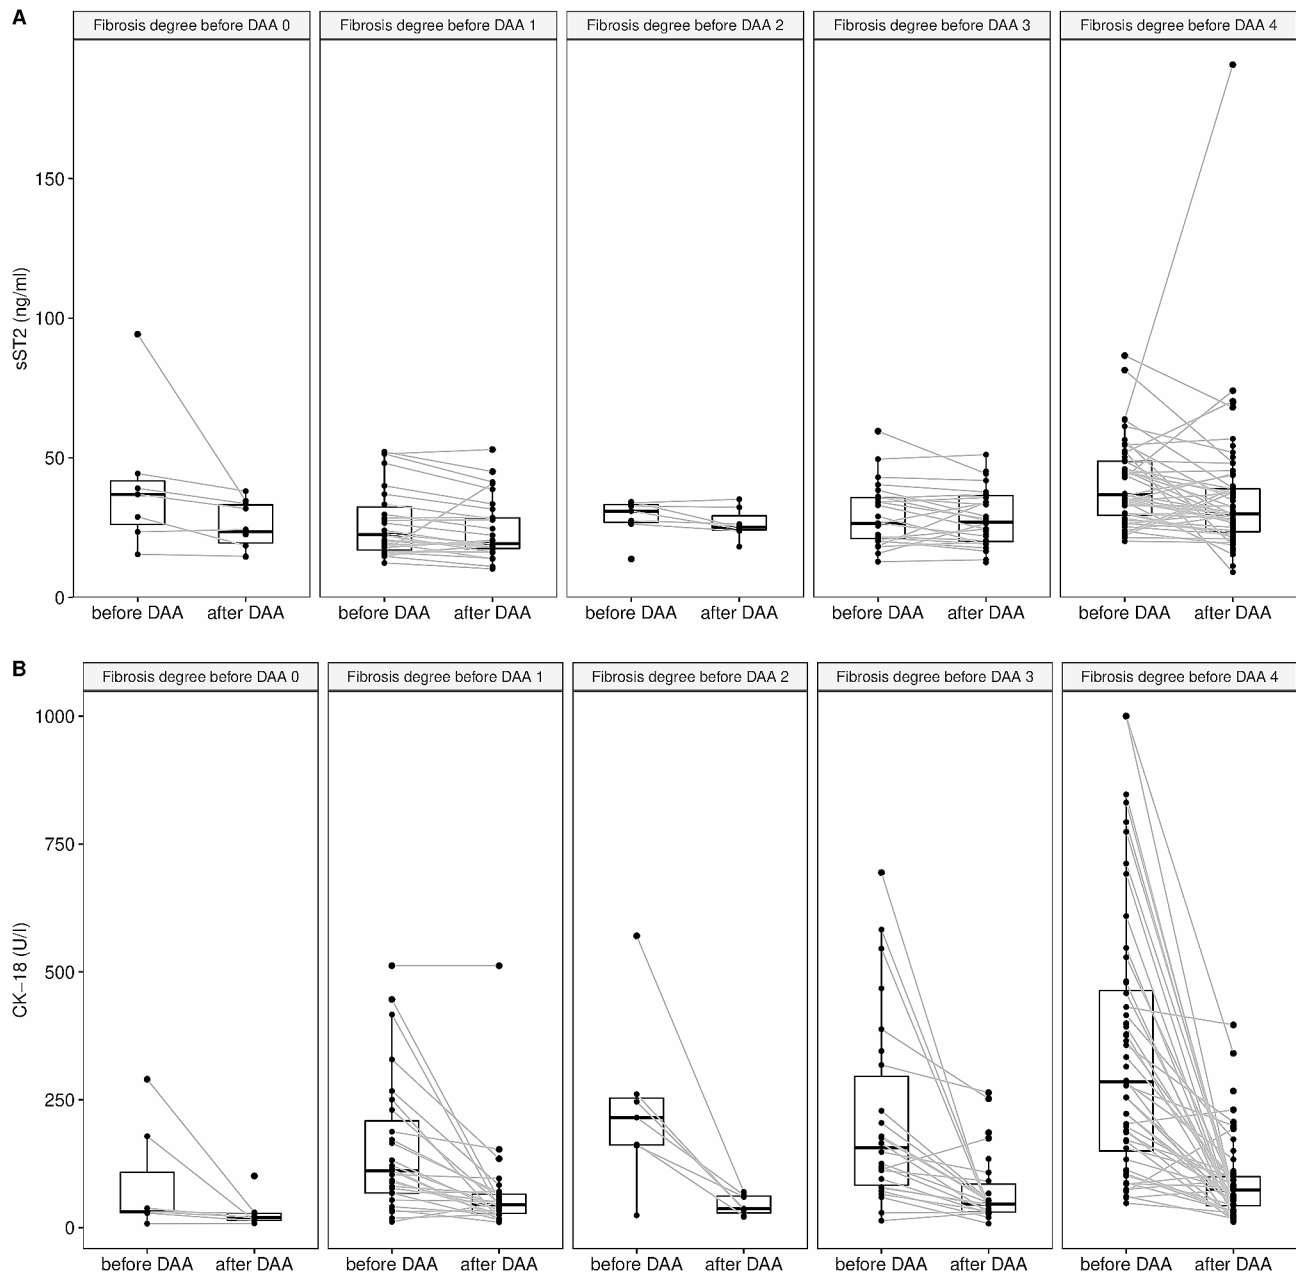 A
Fibrosis degree before DAA 0
Fibrosis degree before DAA 1
Fibrosis degree before DAA 2
Fibrosis degree before DAA 3
Fibrosis degree before DAA 4
sST2 (ng/ml)
150
100
50
0
before DAA after DAA
before DAA after DAA
before DAA after DAA
before DAA after DAA
before DAA after DAA
B
Fibrosis degree before DAA 0
Fibrosis degree before DAA 1
Fibrosis degree before DAA 2
Fibrosis degree before DAA 3
Fibrosis degree before DAA 4
CK−18 (U/l)
1000
750
500
250
0
before DAA after DAA
before DAA after DAA
before DAA after DAA
before DAA after DAA
before DAA after DAA